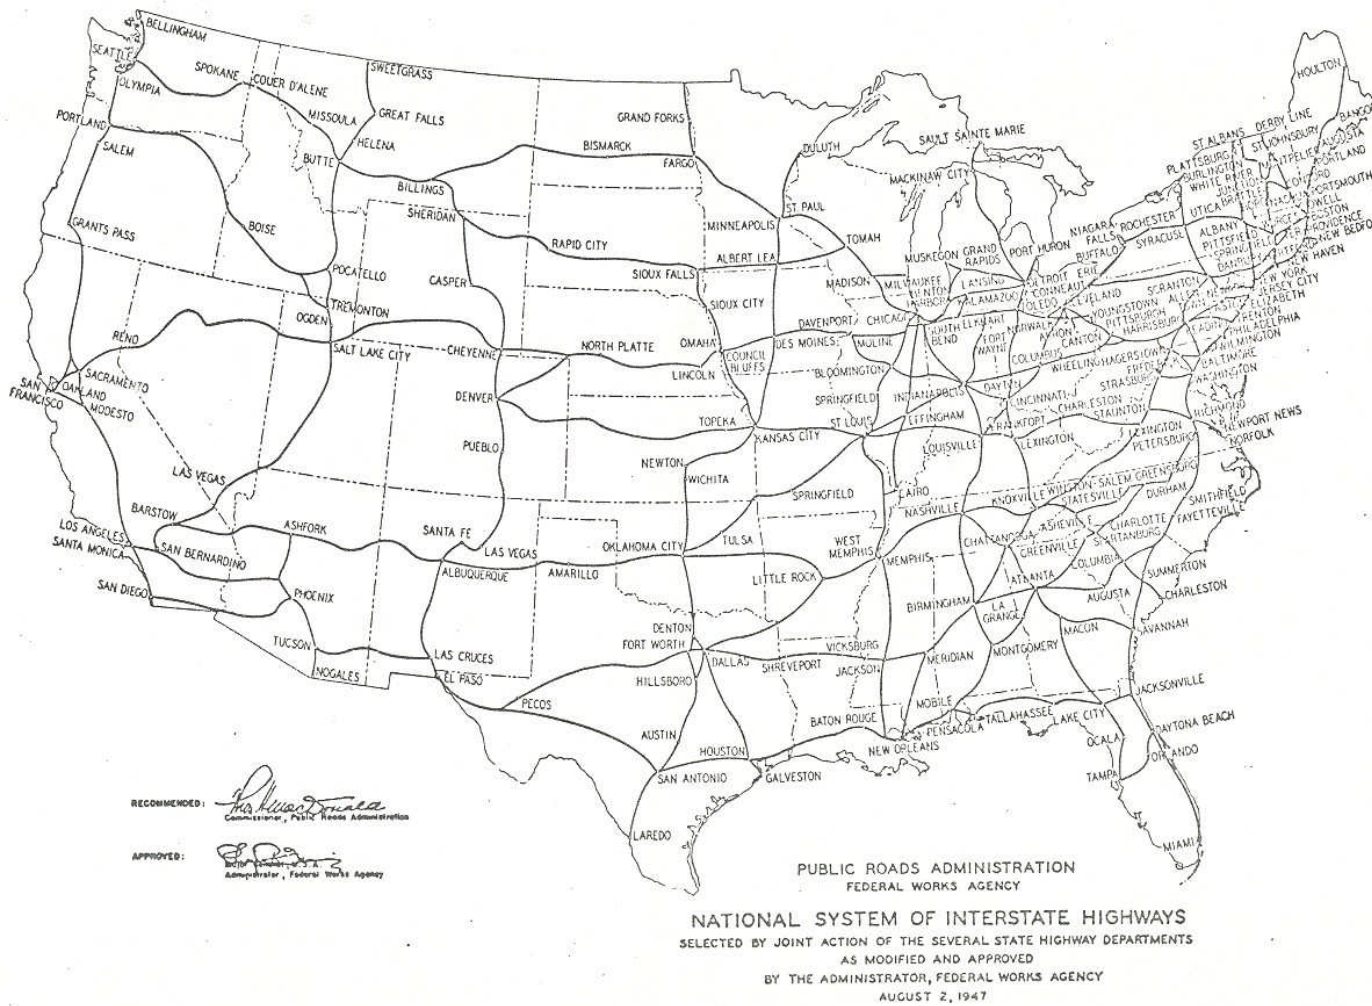 BELLINGHAM
SEATTLE
SPOKANE
COUER D'ALENE
SWEETGRASS
OLYMPIA
MISSOULA
GREAT FALLS
GRAND FORKS
HOULTON
PORTLAND
SALEM
HELENA
BUTTE
BISMARCK
FARGO
DULUTH
SAULT SAINTE MARIE
ST ALBANS
DERBY LINE
BANGOR
PLATTSBURG
ST JOHNSBURY
AUGUSTA
BURLINGTON
PORTLAND
WHITE RIVER
JUNCTION
PORTSMOUTH
MACKINAW CITY
BILLINGS
SHERIDAN
GRANTS PASS
BOISE
RAPID CITY
MINNEAPOLIS
ST PAUL
TOMAH
NIAGARA
FALLS
ROCHESTER
UTICA
LOWELL
BOSTON
SYRACUSE
ALBANY
PROVIDENCE
BUFFALO
PITTSFIELD
NEW BEDFO
MUSKEGON
GRAND
RAPIDS
PORT HURON
SIOUX FALLS
ALBERT LEA
POCATELLO
CASPER
MADISON
MILWAUKEE
LANSING
DETROIT
ERIE
SCRANTON
NEW HAVEN
NEW YORK
JERSEY CITY
ELIZABETH
TREMONTON
OGDEN
SIOUX CITY
KALAMAZOO
TOLEDO
CLEVELAND
YOUNGSTOWN
PITTSBURGH
HARRISBURG
TRENTON
PHILADELPHIA
RENO
DAVENPORT
CHICAGO
SOUTH
BEND
ELKHART
NORWALK
AKRON
CANTON
WILMINGTON
BALTIMORE
SALT LAKE CITY
CHEYENNE
NORTH PLATTE
OMAHA
COUNCIL
BLUFFS
DES MOINES
MOLINE
FORT
WAYNE
COLUMBUS
WHEELING
HAGERSTOWN
WASHINGTON
SACRAMENTO
SAN
FRANCISCO
OAKLAND
MODESTO
LINCOLN
BLOOMINGTON
INDIANAPOLIS
DAYTON
CINCINNATI
STRASBURG
DENVER
SPRINGFIELD
CHARLESTON
STAUNTON
RICHMOND
TOPEKA
KANSAS CITY
ST LOUIS
EFFINGHAM
FRANKFORT
LEXINGTON
NEWPORT NEWS
NORFOLK
PUEBLO
LOUISVILLE
LEXINGTON
PETERSBURG
NEWTON
WICHITA
LAS VEGAS
SPRINGFIELD
CAIRO
NASHVILLE
KNOXVILLE
WINSTON-SALEM
GREENSBORO
STATESVILLE
DURHAM
SMITHFIELD
BARSTOW
ASHFORK
SANTA FE
LAS VEGAS
OKLAHOMA CITY
TULSA
WEST
MEMPHIS
MEMPHIS
CHATTANOOGA
ASHEVILLE
CHARLOTTE
FAYETTEVILLE
LOS ANGELES
SANTA MONICA
SAN BERNARDINO
GREENVILLE
SPARTANBURG
ALBUQUERQUE
AMARILLO
LITTLE ROCK
ATLANTA
COLUMBIA
SUMMERTON
CHARLESTON
SAN DIEGO
PHOENIX
BIRMINGHAM
LA
GRANGE
AUGUSTA
DENTON
FORT WORTH
MACON
SAVANNAH
TUCSON
NOGALES
LAS CRUCES
EL PASO
DALLAS
SHREVEPORT
VICKSBURG
JACKSON
MERIDIAN
MONTGOMERY
HILLSBORO
PECOS
JACKSONVILLE
MOBILE
BATON ROUGE
PENSACOLA
TALLAHASSEE
LAKE CITY
AUSTIN
HOUSTON
NEW ORLEANS
OCALA
DAYTONA BEACH
ORLANDO
SAN ANTONIO
GALVESTON
TAMPA
LAREDO
MIAMI
RECOMMENDED:
Commissioner, Public Roads Administration
APPROVED:
Administrator, Federal Works Agency
PUBLIC ROADS ADMINISTRATION
FEDERAL WORKS AGENCY
NATIONAL SYSTEM OF INTERSTATE HIGHWAYS
SELECTED BY JOINT ACTION OF THE SEVERAL STATE HIGHWAY DEPARTMENTS
AS MODIFIED AND APPROVED
BY THE ADMINISTRATOR, FEDERAL WORKS AGENCY
AUGUST 2, 1947